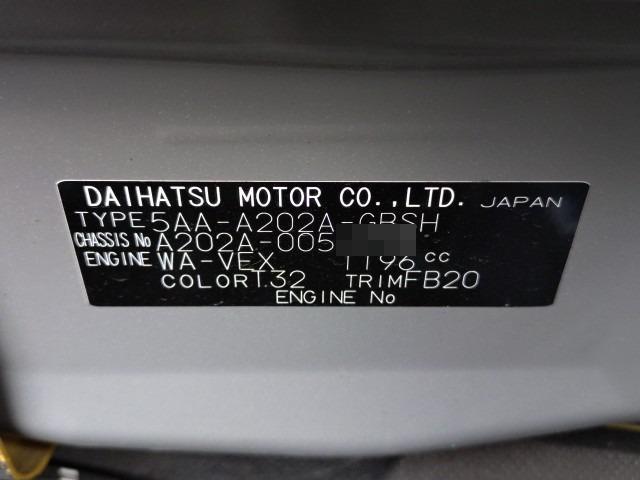 DAIHATSU MOTOR CO.,LTD. JAPAN
TYPE 5AA-A202A-GBSH
CHASSIS No A202A-005
ENGINE WA-VEX 1196 cc
COLOR T32 TRIM FB20
ENGINE No